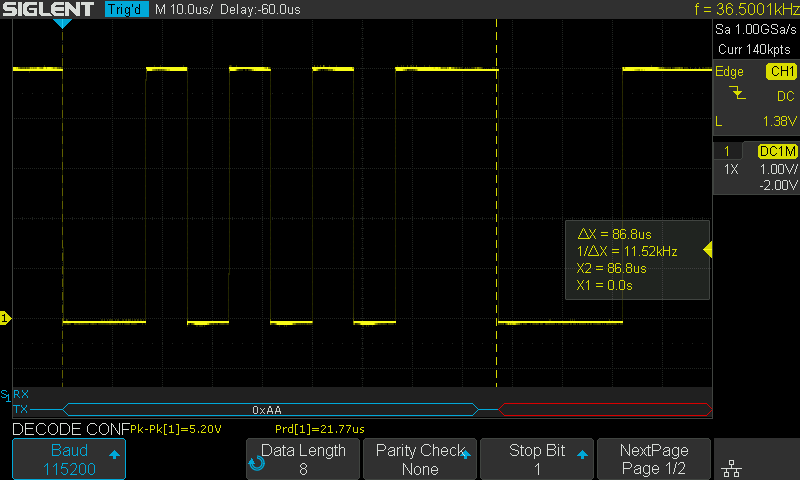 SIGLENT Trig'd M 10.0us/ Delay:-60.0us f = 36.5001kHz
Sa 1.00GSa/s
Curr 140kpts
Edge CH1
DC
L 1.38V
1 DC1M
1X 1.00V/
-2.00V
ΔX = 86.8us
1/ΔX = 11.52kHz
X2 = 86.8us
X1 = 0.0s
1
S1 RX
TX 0xAA
DECODE CONF Pk-Pk[1]=5.20V Prd[1]=21.77us
Baud
115200
Data Length
8
Parity Check
None
Stop Bit
1
NextPage
Page 1/2